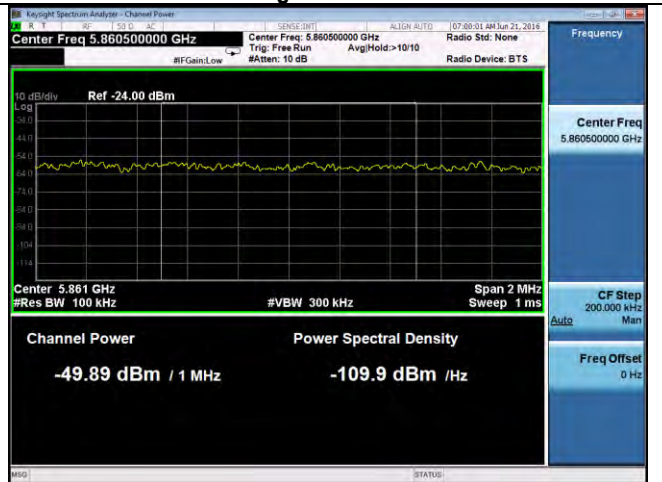 Keysight Spectrum Analyzer - Channel Power
R T RF 50 Ω AC SENSE:INT ALIGN AUTO 07:00:01 AM Jun 21, 2016
Center Freq 5.860500000 GHz
Center Freq: 5.860500000 GHz
Radio Std: None
Trig: Free Run
Avg|Hold:>10/10
#IFGain:Low
#Atten: 10 dB
Radio Device: BTS
Frequency
10 dB/div
Ref -24.00 dBm
Log
-34.0
-44.0
-54.0
-64.0
-74.0
-84.0
-94.0
-104
-114
Center Freq
5.860500000 GHz
Center 5.861 GHz
Span 2 MHz
#Res BW 100 kHz
#VBW 300 kHz
Sweep 1 ms
CF Step
200.000 kHz
Auto Man
Channel Power
Power Spectral Density
-49.89 dBm / 1 MHz
-109.9 dBm /Hz
Freq Offset
0 Hz
MSG
STATUS